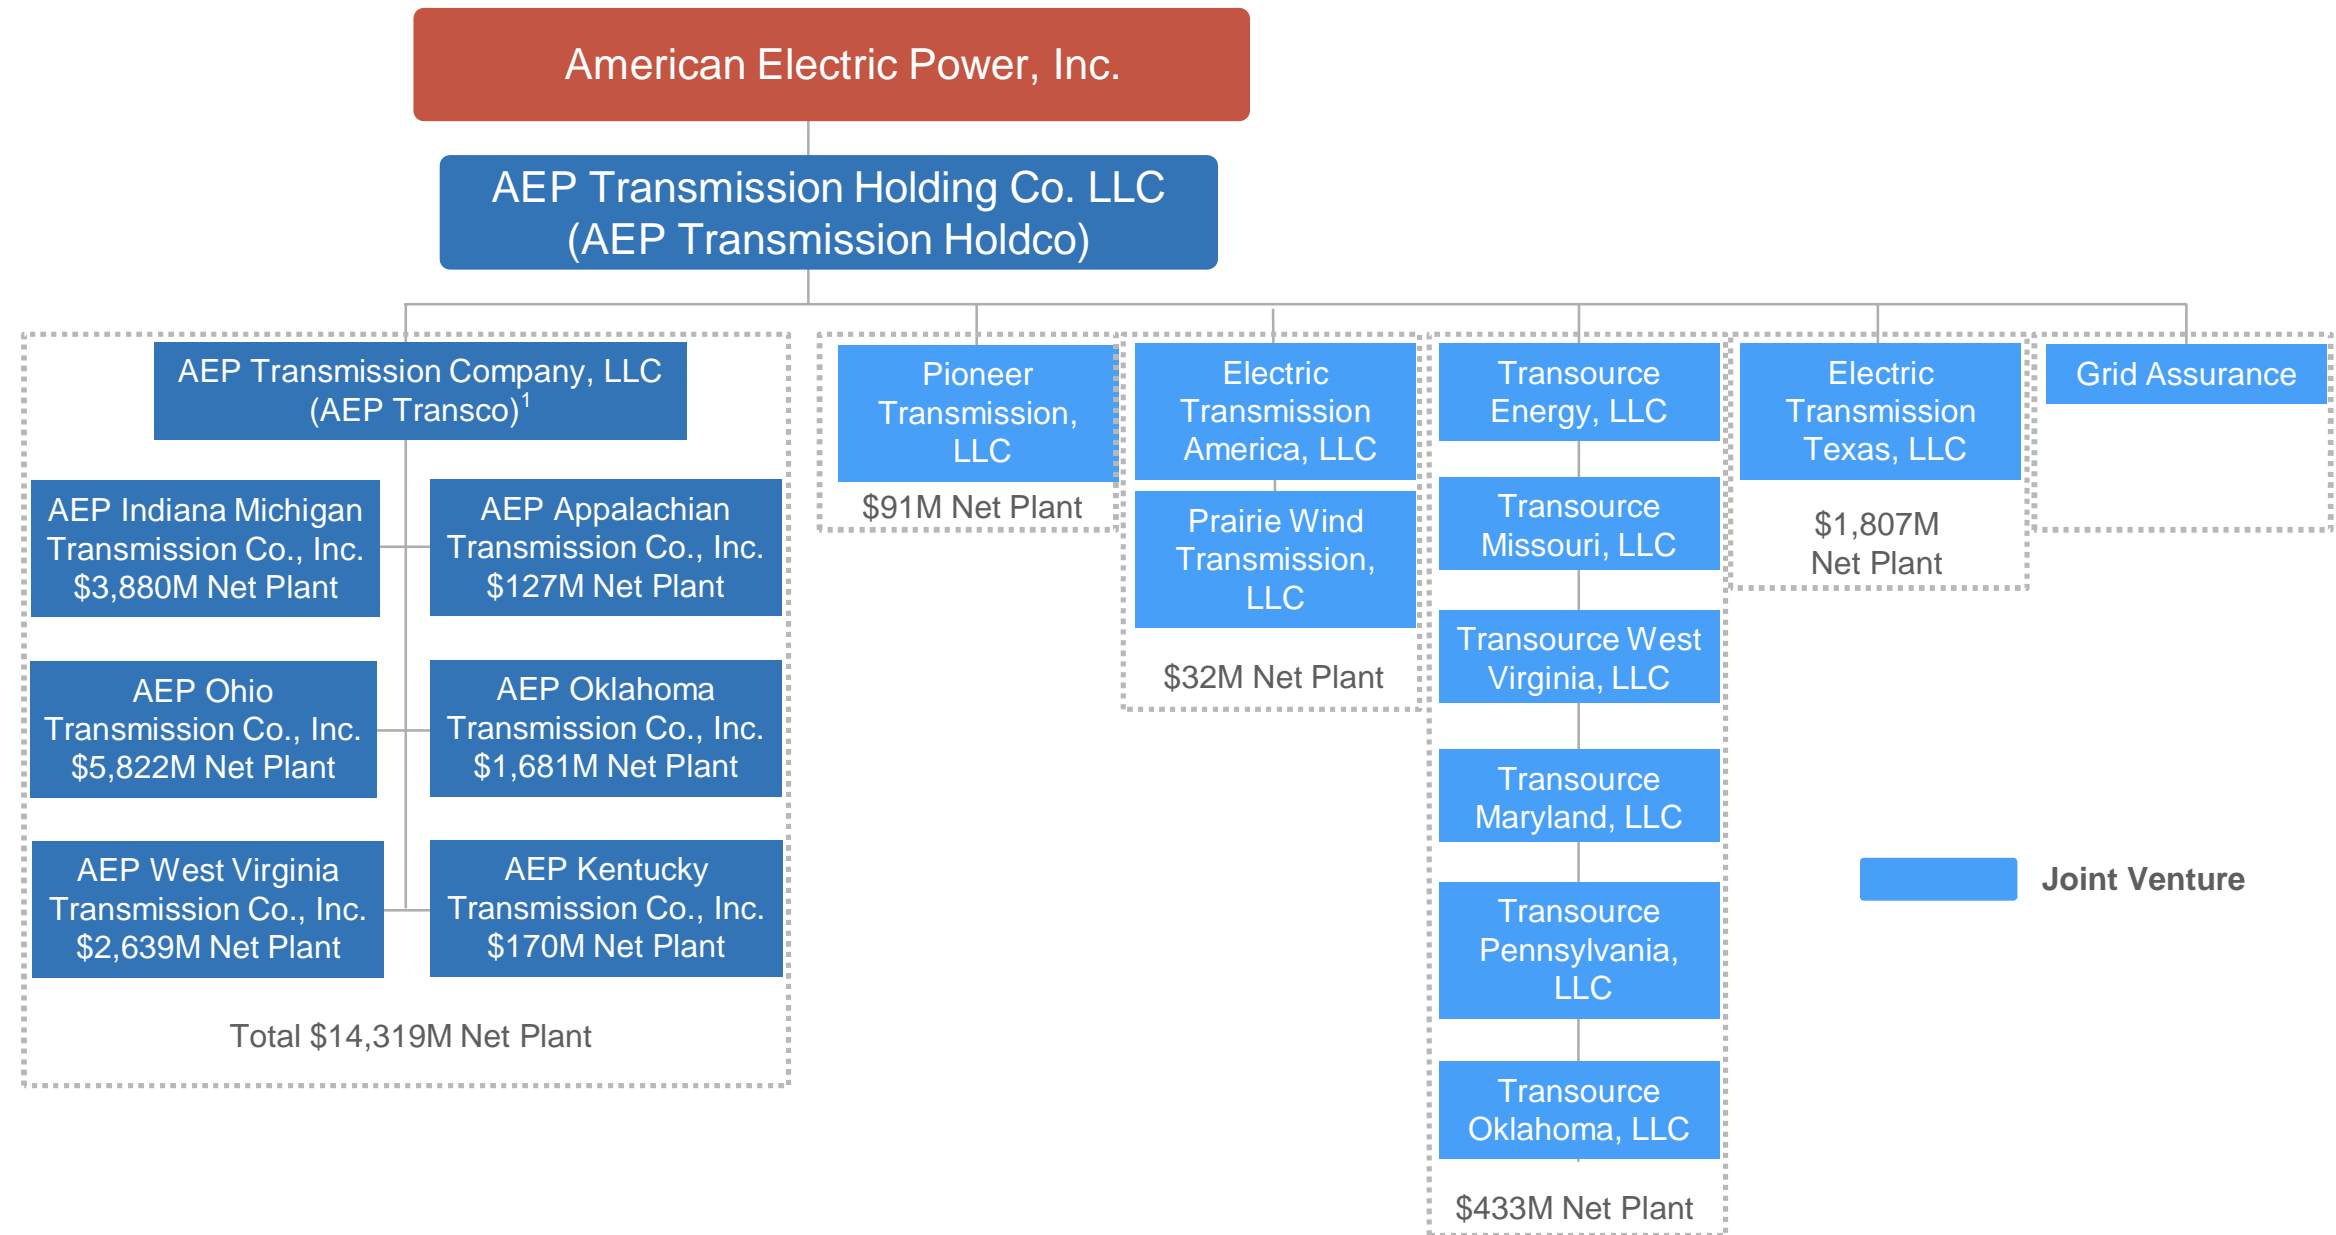 American Electric Power, Inc.
AEP Transmission Holding Co. LLC
(AEP Transmission Holdco)
AEP Transmission Company, LLC
(AEP Transco)1
AEP Indiana Michigan
Transmission Co., Inc.
$3,880M Net Plant
AEP Appalachian
Transmission Co., Inc.
$127M Net Plant
AEP Ohio
Transmission Co., Inc.
$5,822M Net Plant
AEP Oklahoma
Transmission Co., Inc.
$1,681M Net Plant
AEP West Virginia
Transmission Co., Inc.
$2,639M Net Plant
AEP Kentucky
Transmission Co., Inc.
$170M Net Plant
Total $14,319M Net Plant
Pioneer
Transmission,
LLC
$91M Net Plant
Electric
Transmission
America, LLC
Prairie Wind
Transmission,
LLC
$32M Net Plant
Transource
Energy, LLC
Transource
Missouri, LLC
Transource West
Virginia, LLC
Transource
Maryland, LLC
Transource
Pennsylvania,
LLC
Transource
Oklahoma, LLC
$433M Net Plant
Electric
Transmission
Texas, LLC
$1,807M
Net Plant
Grid Assurance
Joint Venture